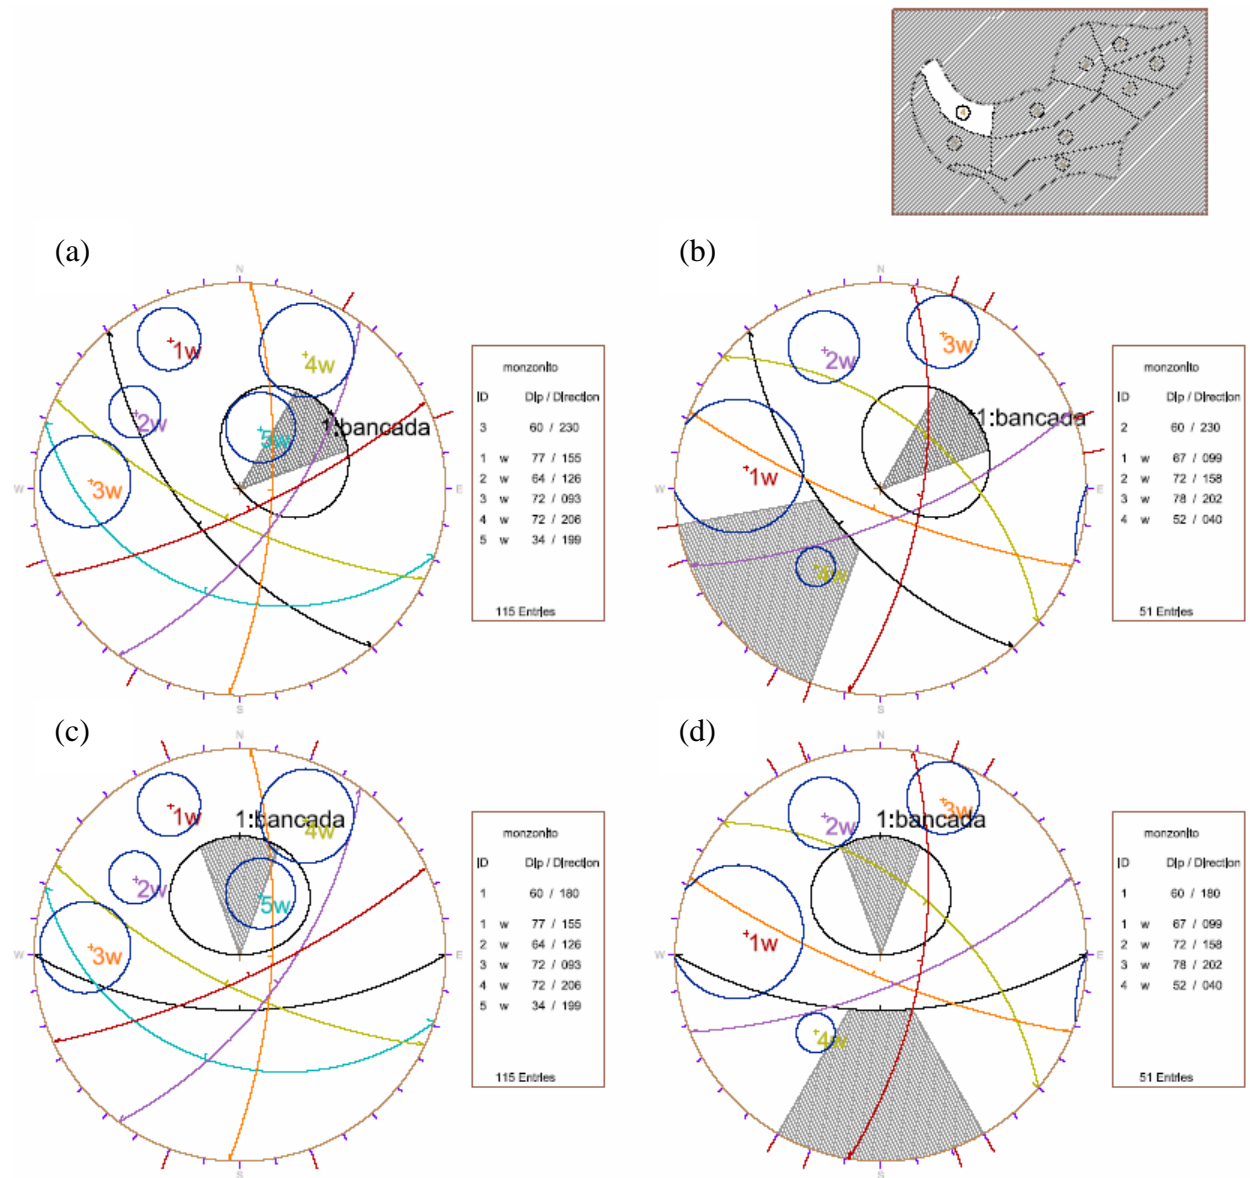 (a)
N
W
S
1w
2w
3w
4w
5w
1:bancada
monzonito
ID Dip / Direction
3 60 / 230
1 w 77 / 155
2 w 64 / 126
3 w 72 / 093
4 w 72 / 206
5 w 34 / 199
115 Entries
E
(b)
N
W
S
2w
3w
1w
4w
1:bancada
E
monzonito
ID Dip / Direction
2 60 / 230
1 w 67 / 099
2 w 72 / 158
3 w 78 / 202
4 w 52 / 040
51 Entries
(c)
N
W
S
1w
2w
3w
4w
5w
1:bancada
E
monzonito
ID Dip / Direction
1 60 / 180
1 w 77 / 155
2 w 64 / 126
3 w 72 / 093
4 w 72 / 206
5 w 34 / 199
115 Entries
(d)
N
W
S
2w
3w
1w
4w
1:bancada
E
monzonito
ID Dip / Direction
1 60 / 180
1 w 67 / 099
2 w 72 / 158
3 w 78 / 202
4 w 52 / 040
51 Entries